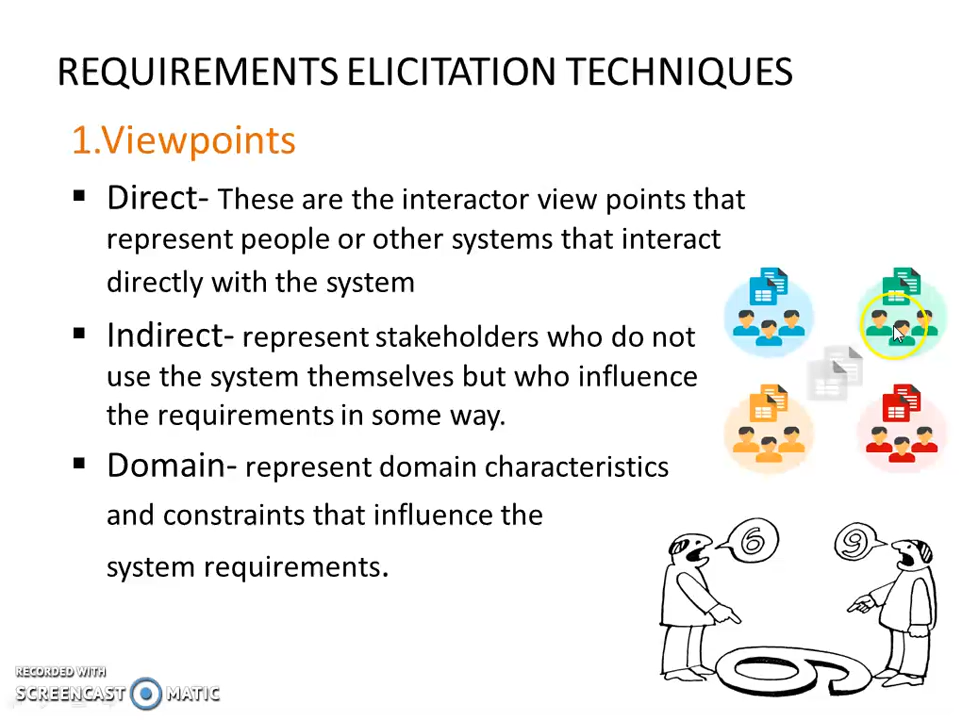 REQUIREMENTS ELICITATION TECHNIQUES
1.Viewpoints
▪ Direct- These are the interactor view points that
represent people or other systems that interact
directly with the system
▪ Indirect- represent stakeholders who do not
use the system themselves but who influence
the requirements in some way.
▪ Domain- represent domain characteristics
and constraints that influence the
system requirements.
6
9
RECORDED WITH
SCREENCAST MATIC